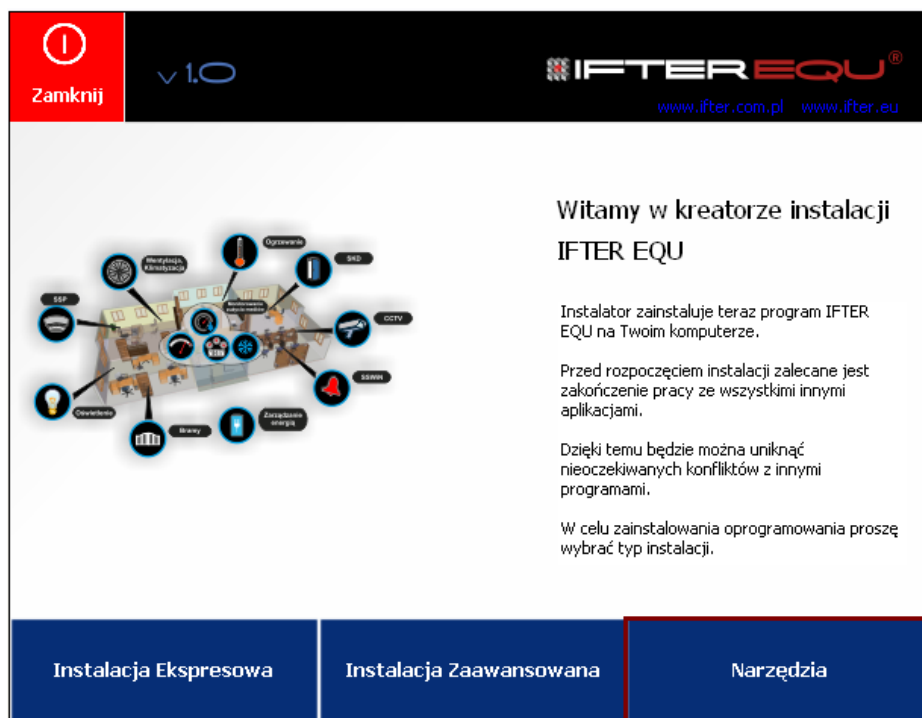 Zamknij
v 1.0
IFTER EQU®
www.ifter.com.pl www.ifter.eu
Witamy w kreatorze instalacji
IFTER EQU
Instalator zainstaluje teraz program IFTER
EQU na Twoim komputerze.
Przed rozpoczęciem instalacji zalecane jest
zakończenie pracy ze wszystkimi innymi
aplikacjami.
Dzięki temu będzie można uniknąć
nieoczekiwanych konfliktów z innymi
programami.
W celu zainstalowania oprogramowania proszę
wybrać typ instalacji.
Ogrzewanie
Wentylacja,
Klimatyzacja
SKD
SSP
CCTV
SSWIN
Oświetlenie
Bramy
Zarządzanie
energią
Instalacja Ekspresowa
Instalacja Zaawansowana
Narzędzia